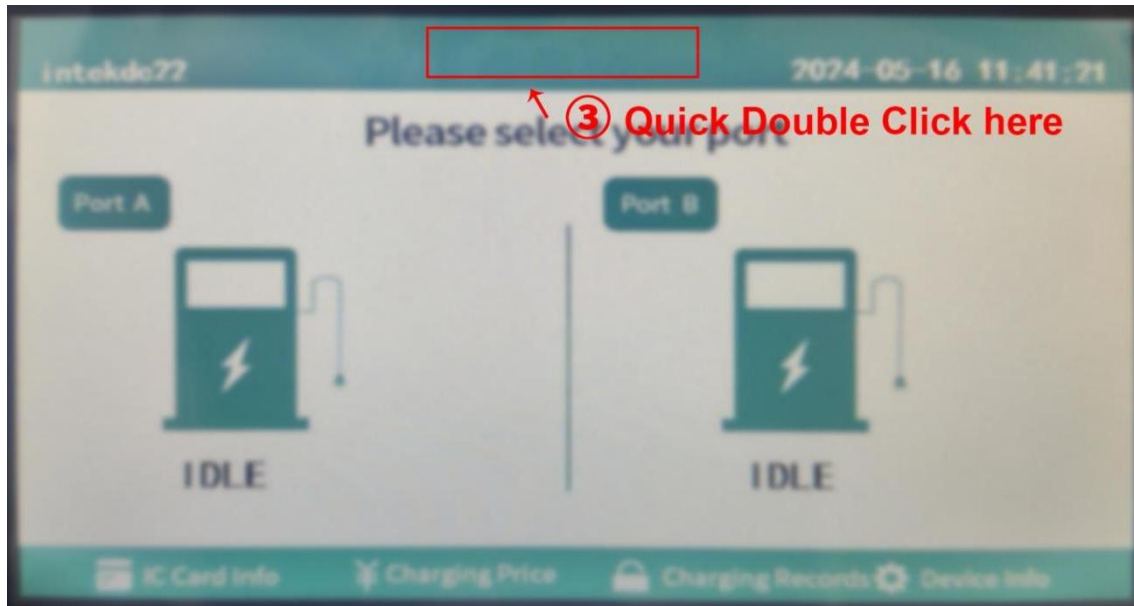 intekdc22
2024-05-16 11:41:21
③ Quick Double Click here
Please select your port
Port A
Port B
IDLE
IDLE
IC Card Info
¥ Charging Price
Charging Records
Device Info